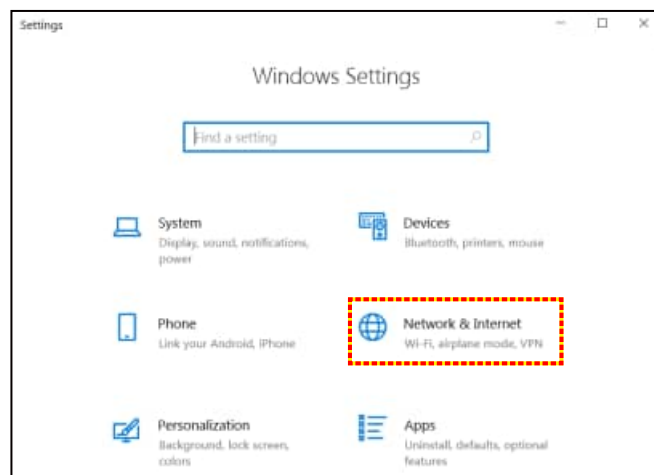 Settings
Windows Settings
Find a setting
System
Display, sound, notifications,
power
Devices
Bluetooth, printers, mouse
Phone
Link your Android, iPhone
Network & Internet
Wi-Fi, airplane mode, VPN
Personalization
Background, lock screen,
colors
Apps
Uninstall, defaults, optional
features